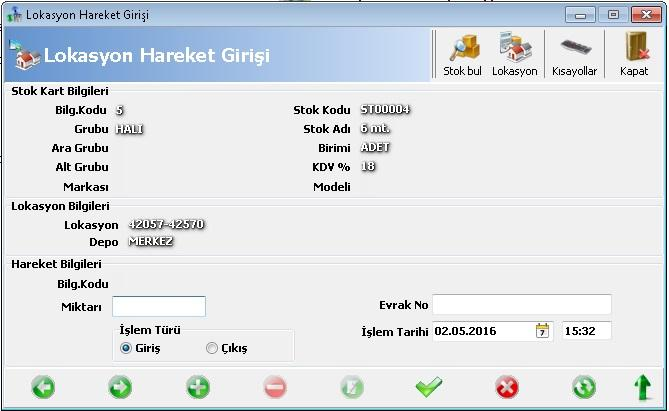 Lokasyon Hareket Girişi
Lokasyon Hareket Girişi
Stok bul Lokasyon Kısayollar Kapat
Stok Kart Bilgileri
Bilg.Kodu 5 Stok Kodu ST00004
Grubu HALI Stok Adı 6 mt.
Ara Grubu Birimi ADET
Alt Grubu KDV % 18
Markası Modeli
Lokasyon Bilgileri
Lokasyon 42057-42570
Depo MERKEZ
Hareket Bilgileri
Bilg.Kodu
Miktarı Evrak No
İşlem Türü İşlem Tarihi 02.05.2016 7 15:32
Giriş Çıkış